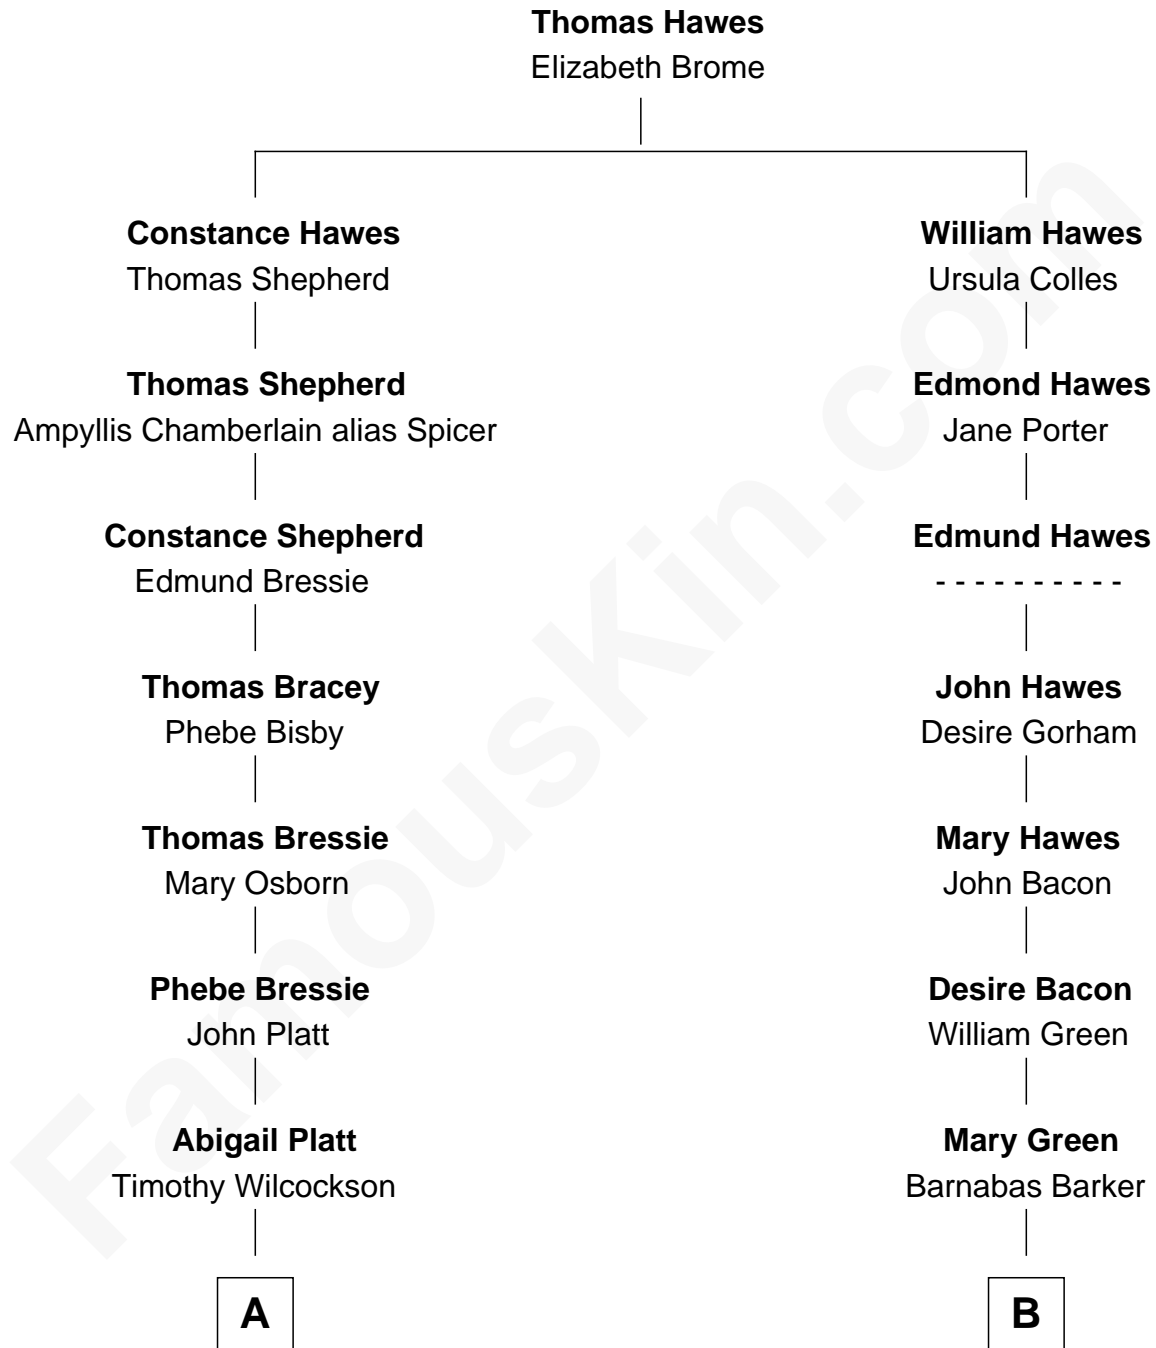 Thomas Hawes
Elizabeth Brome
Constance Hawes
Thomas Shepherd
William Hawes
Ursula Colles
Thomas Shepherd
Ampyllis Chamberlain alias Spicer
Edmond Hawes
Jane Porter
Constance Shepherd
Edmund Bressie
Edmund Hawes
- - - - - - - - - -
Thomas Bracey
Phebe Bisby
John Hawes
Desire Gorham
Thomas Bressie
Mary Osborn
Mary Hawes
John Bacon
Phebe Bressie
John Platt
Desire Bacon
William Green
Abigail Platt
Timothy Wilcockson
Mary Green
Barnabas Barker
A
B
FamousKin.com